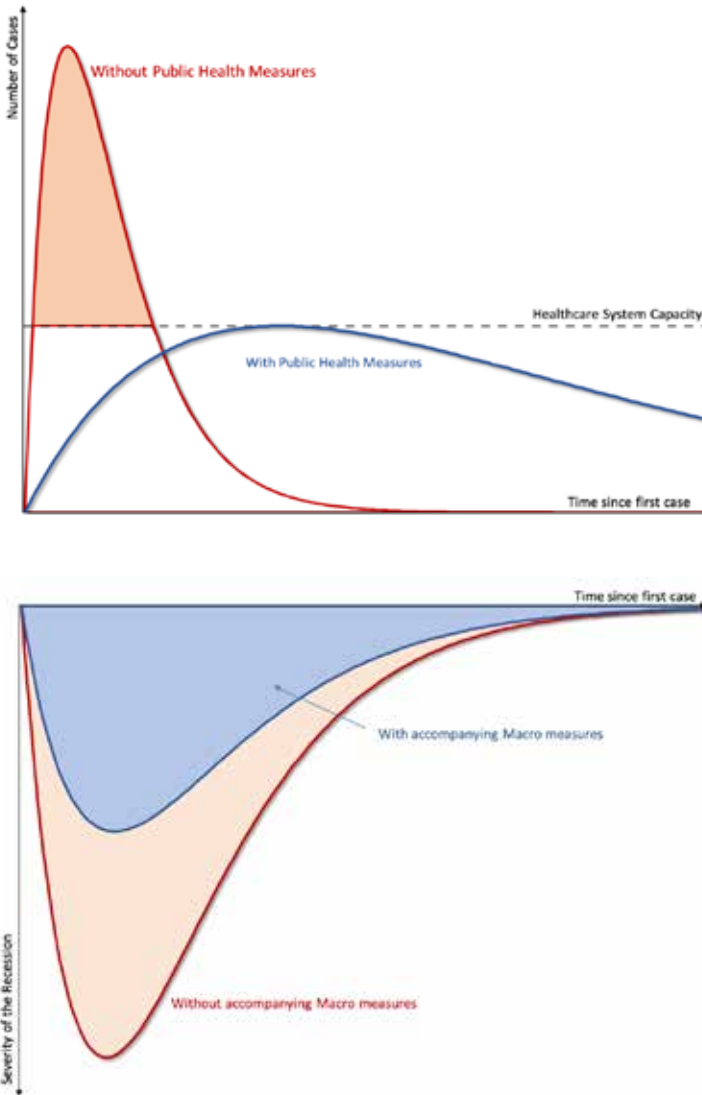 Number of Cases
Without Public Health Measures
Healthcare System Capacity
With Public Health Measures
Time since first case
Time since first case
With accompanying Macro measures
Without accompanying Macro measures
Severity of the Recession